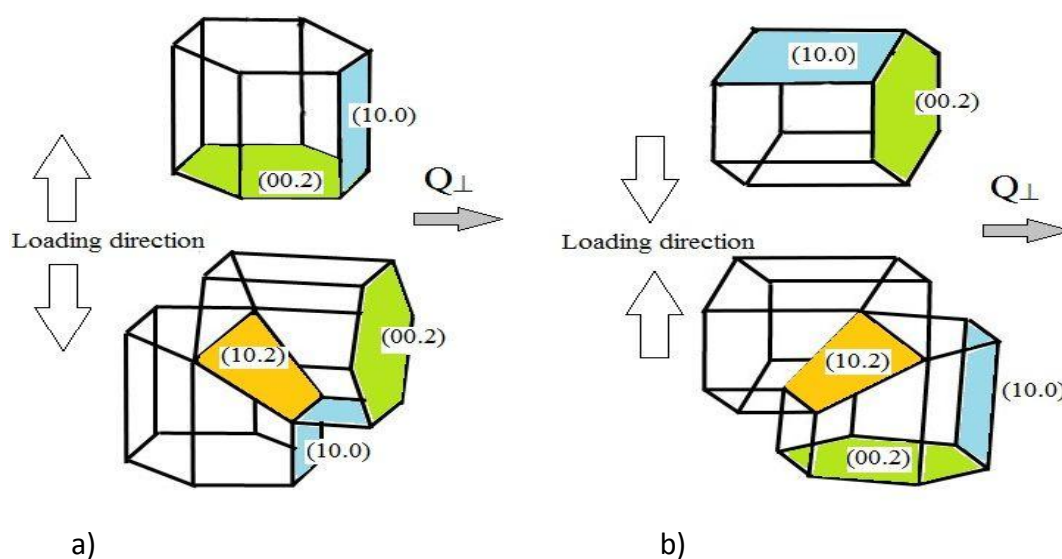 (10.0)
(00.2)
Q⊥
Loading direction
(00.2)
(10.2)
(10.0)
a)
(10.0)
(00.2)
Q⊥
Loading direction
(10.2)
(10.0)
(00.2)
b)